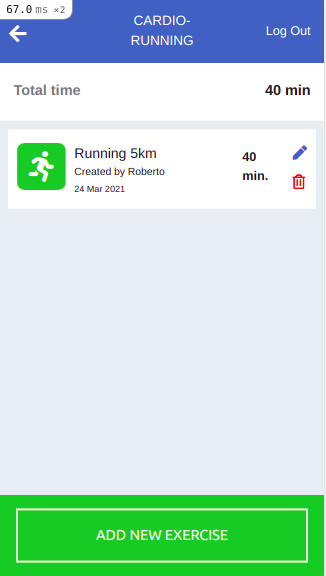 67.0 ms ×2
CARDIO-
RUNNING
Log Out
Total time
40 min
Running 5km
Created by Roberto
24 Mar 2021
40
min.
ADD NEW EXERCISE